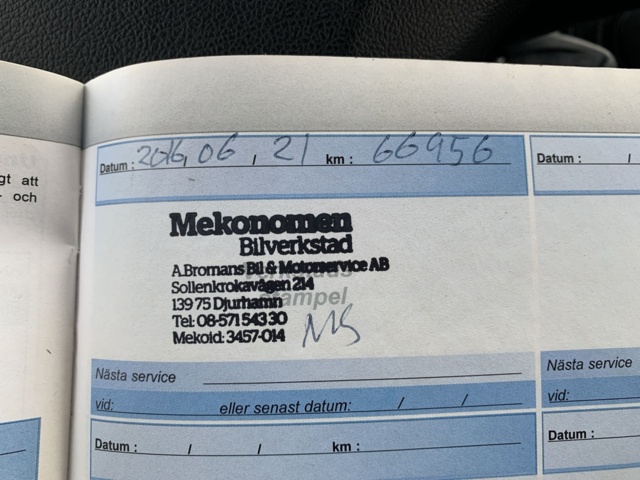 gt att
- och
Datum : 2016, 06 , 21 km : 66956
Datum : /
Mekonomen
Bilverkstad
A.Bromans Bil & Motorservice AB
Sollenkrokavägen 214
139 75 Djurhamn
Tel: 08-571 543 30
Mekoid: 3457-014
stämpel
MS
Nästa service
vid: eller senast datum: / /
Datum : / / km :
Nästa service
vid:
Datum :